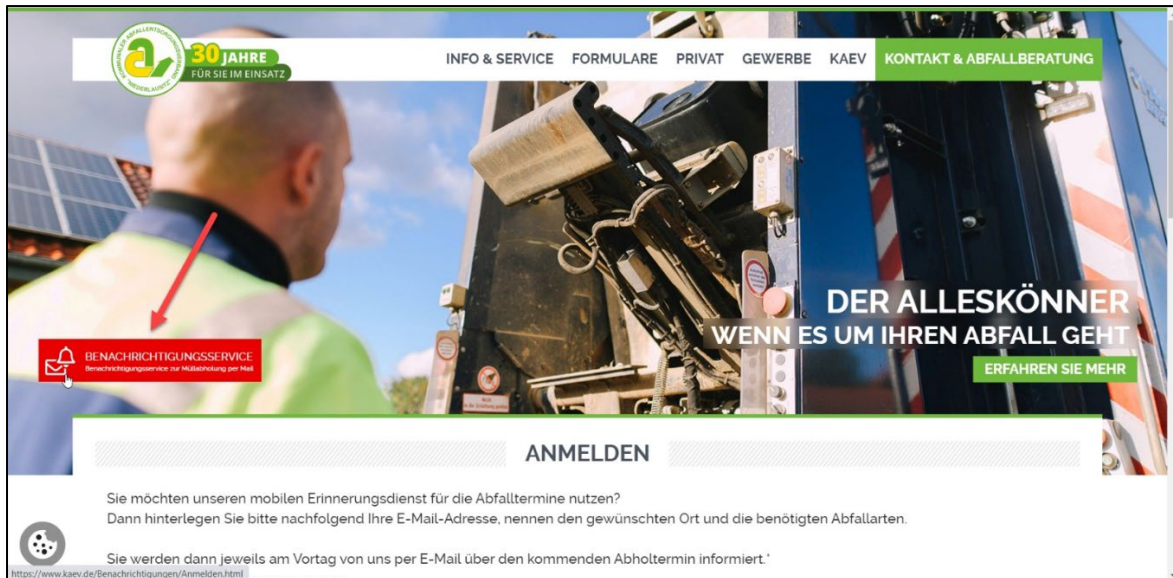 KOMMUNALER ABFALLENTSORGUNGSVERBAND
"NIEDERLAUSITZ"
30 JAHRE
FÜR SIE IM EINSATZ
INFO & SERVICE FORMULARE PRIVAT GEWERBE KAEV KONTAKT & ABFALLBERATUNG
DER ALLESKÖNNER
WENN ES UM IHREN ABFALL GEHT
ERFAHREN SIE MEHR
BENACHRICHTIGUNGSSERVICE
Benachrichtigungsservice zur Müllabholung per Mail
ANMELDEN
Sie möchten unseren mobilen Erinnerungsdienst für die Abfalltermine nutzen?
Dann hinterlegen Sie bitte nachfolgend Ihre E-Mail-Adresse, nennen den gewünschten Ort und die benötigten Abfallarten.
Sie werden dann jeweils am Vortag von uns per E-Mail über den kommenden Abholtermin informiert.*
https://www.kaev.de/Benachrichtigungen/Anmelden.html